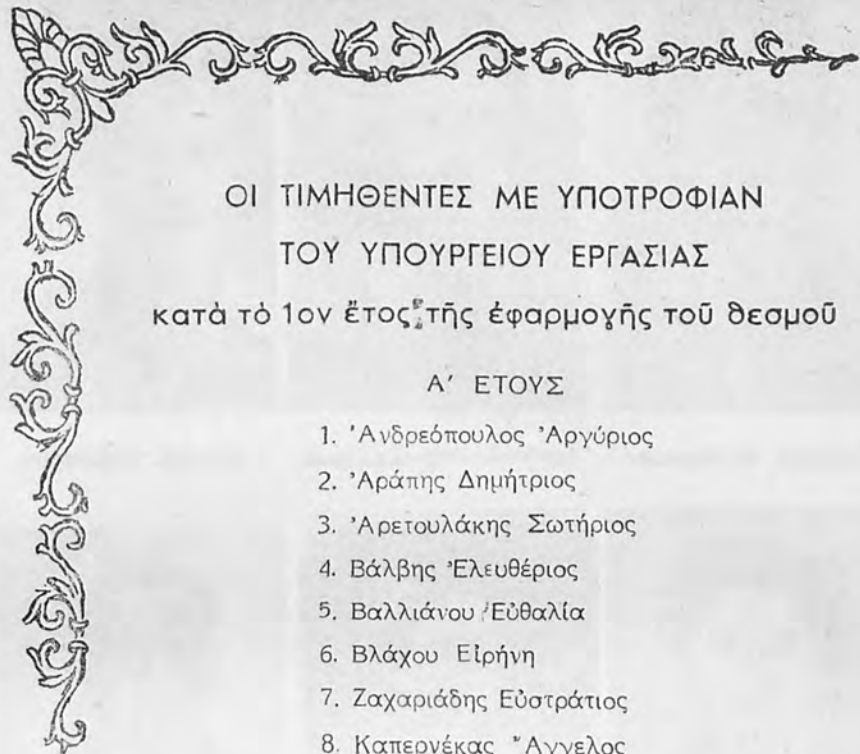 ΟΙ ΤΙΜΗΘΕΝΤΕΣ ΜΕ ΥΠΟΤΡΟΦΙΑΝ
ΤΟΥ ΥΠΟΥΡΓΕΙΟΥ ΕΡΓΑΣΙΑΣ
κατὰ τὸ 1ον ἔτος τῆς ἐφαρμογῆς τοῦ θεσμοῦ
Α' ΕΤΟΥΣ
1. Ἀνδρεόπουλος Ἀργύριος
2. Ἀράπης Δημήτριος
3. Ἀρετουλάκης Σωτήριος
4. Βάλβης Ἐλευθέριος
5. Βαλλιάνου Εὐθαλία
6. Βλάχου Εἰρήνη
7. Ζαχαριάδης Εὐστράτιος
8. Καπερνέκας Ἄγγελος